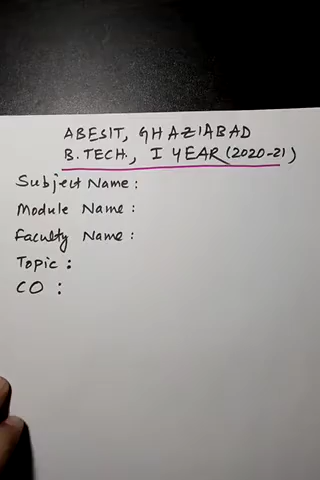 ABESIT, GHAZIABAD
B.TECH., I YEAR (2020-21)
Subject Name :
Module Name :
Faculty Name :
Topic :
CO :